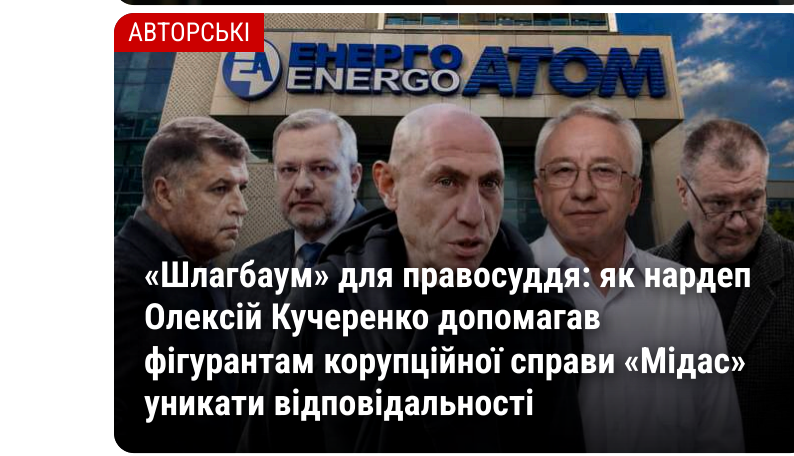 АВТОРСЬКІ
ЕНЕРГО
ENERGO
АТОМ
«Шлагбаум» для правосуддя: як нардеп
Олексій Кучеренко допомагав
фігурантам корупційної справи «Мідас»
уникати відповідальності